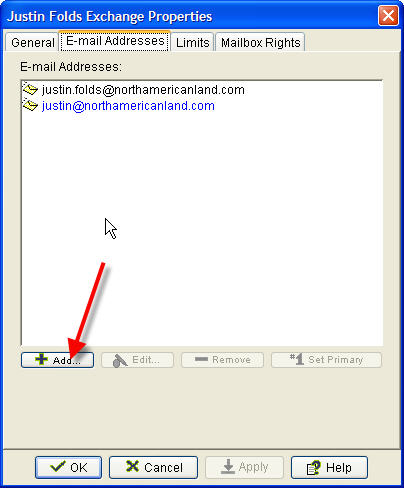 Justin Folds Exchange Properties
General E-mail Addresses Limits Mailbox Rights
E-mail Addresses:
justin.folds@northamericanland.com
justin@northamericanland.com
Add... Edit... Remove #1 Set Primary
OK Cancel Apply Help